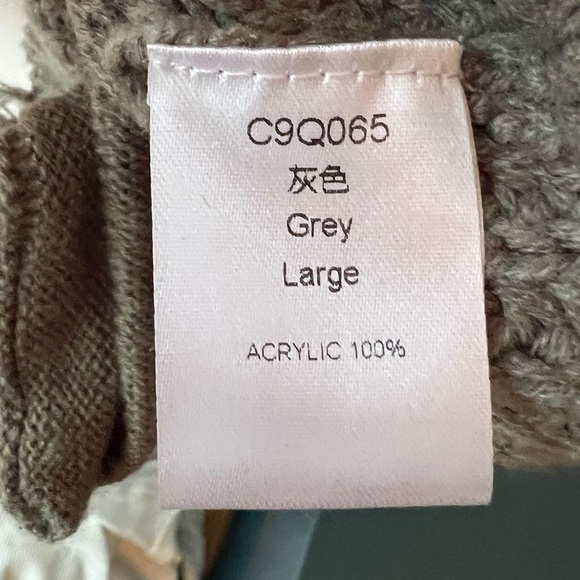 C9Q065
灰色
Grey
Large
ACRYLIC 100%